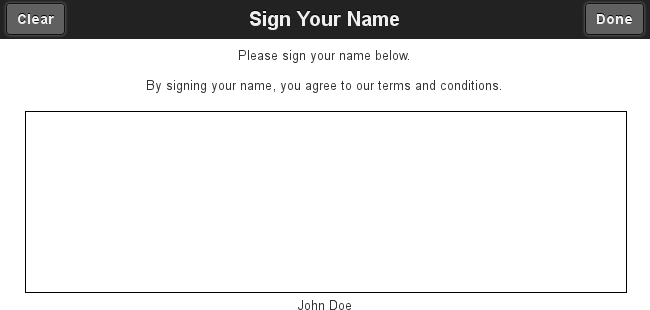 Clear Sign Your Name Done
Please sign your name below.
By signing your name, you agree to our terms and conditions.
John Doe